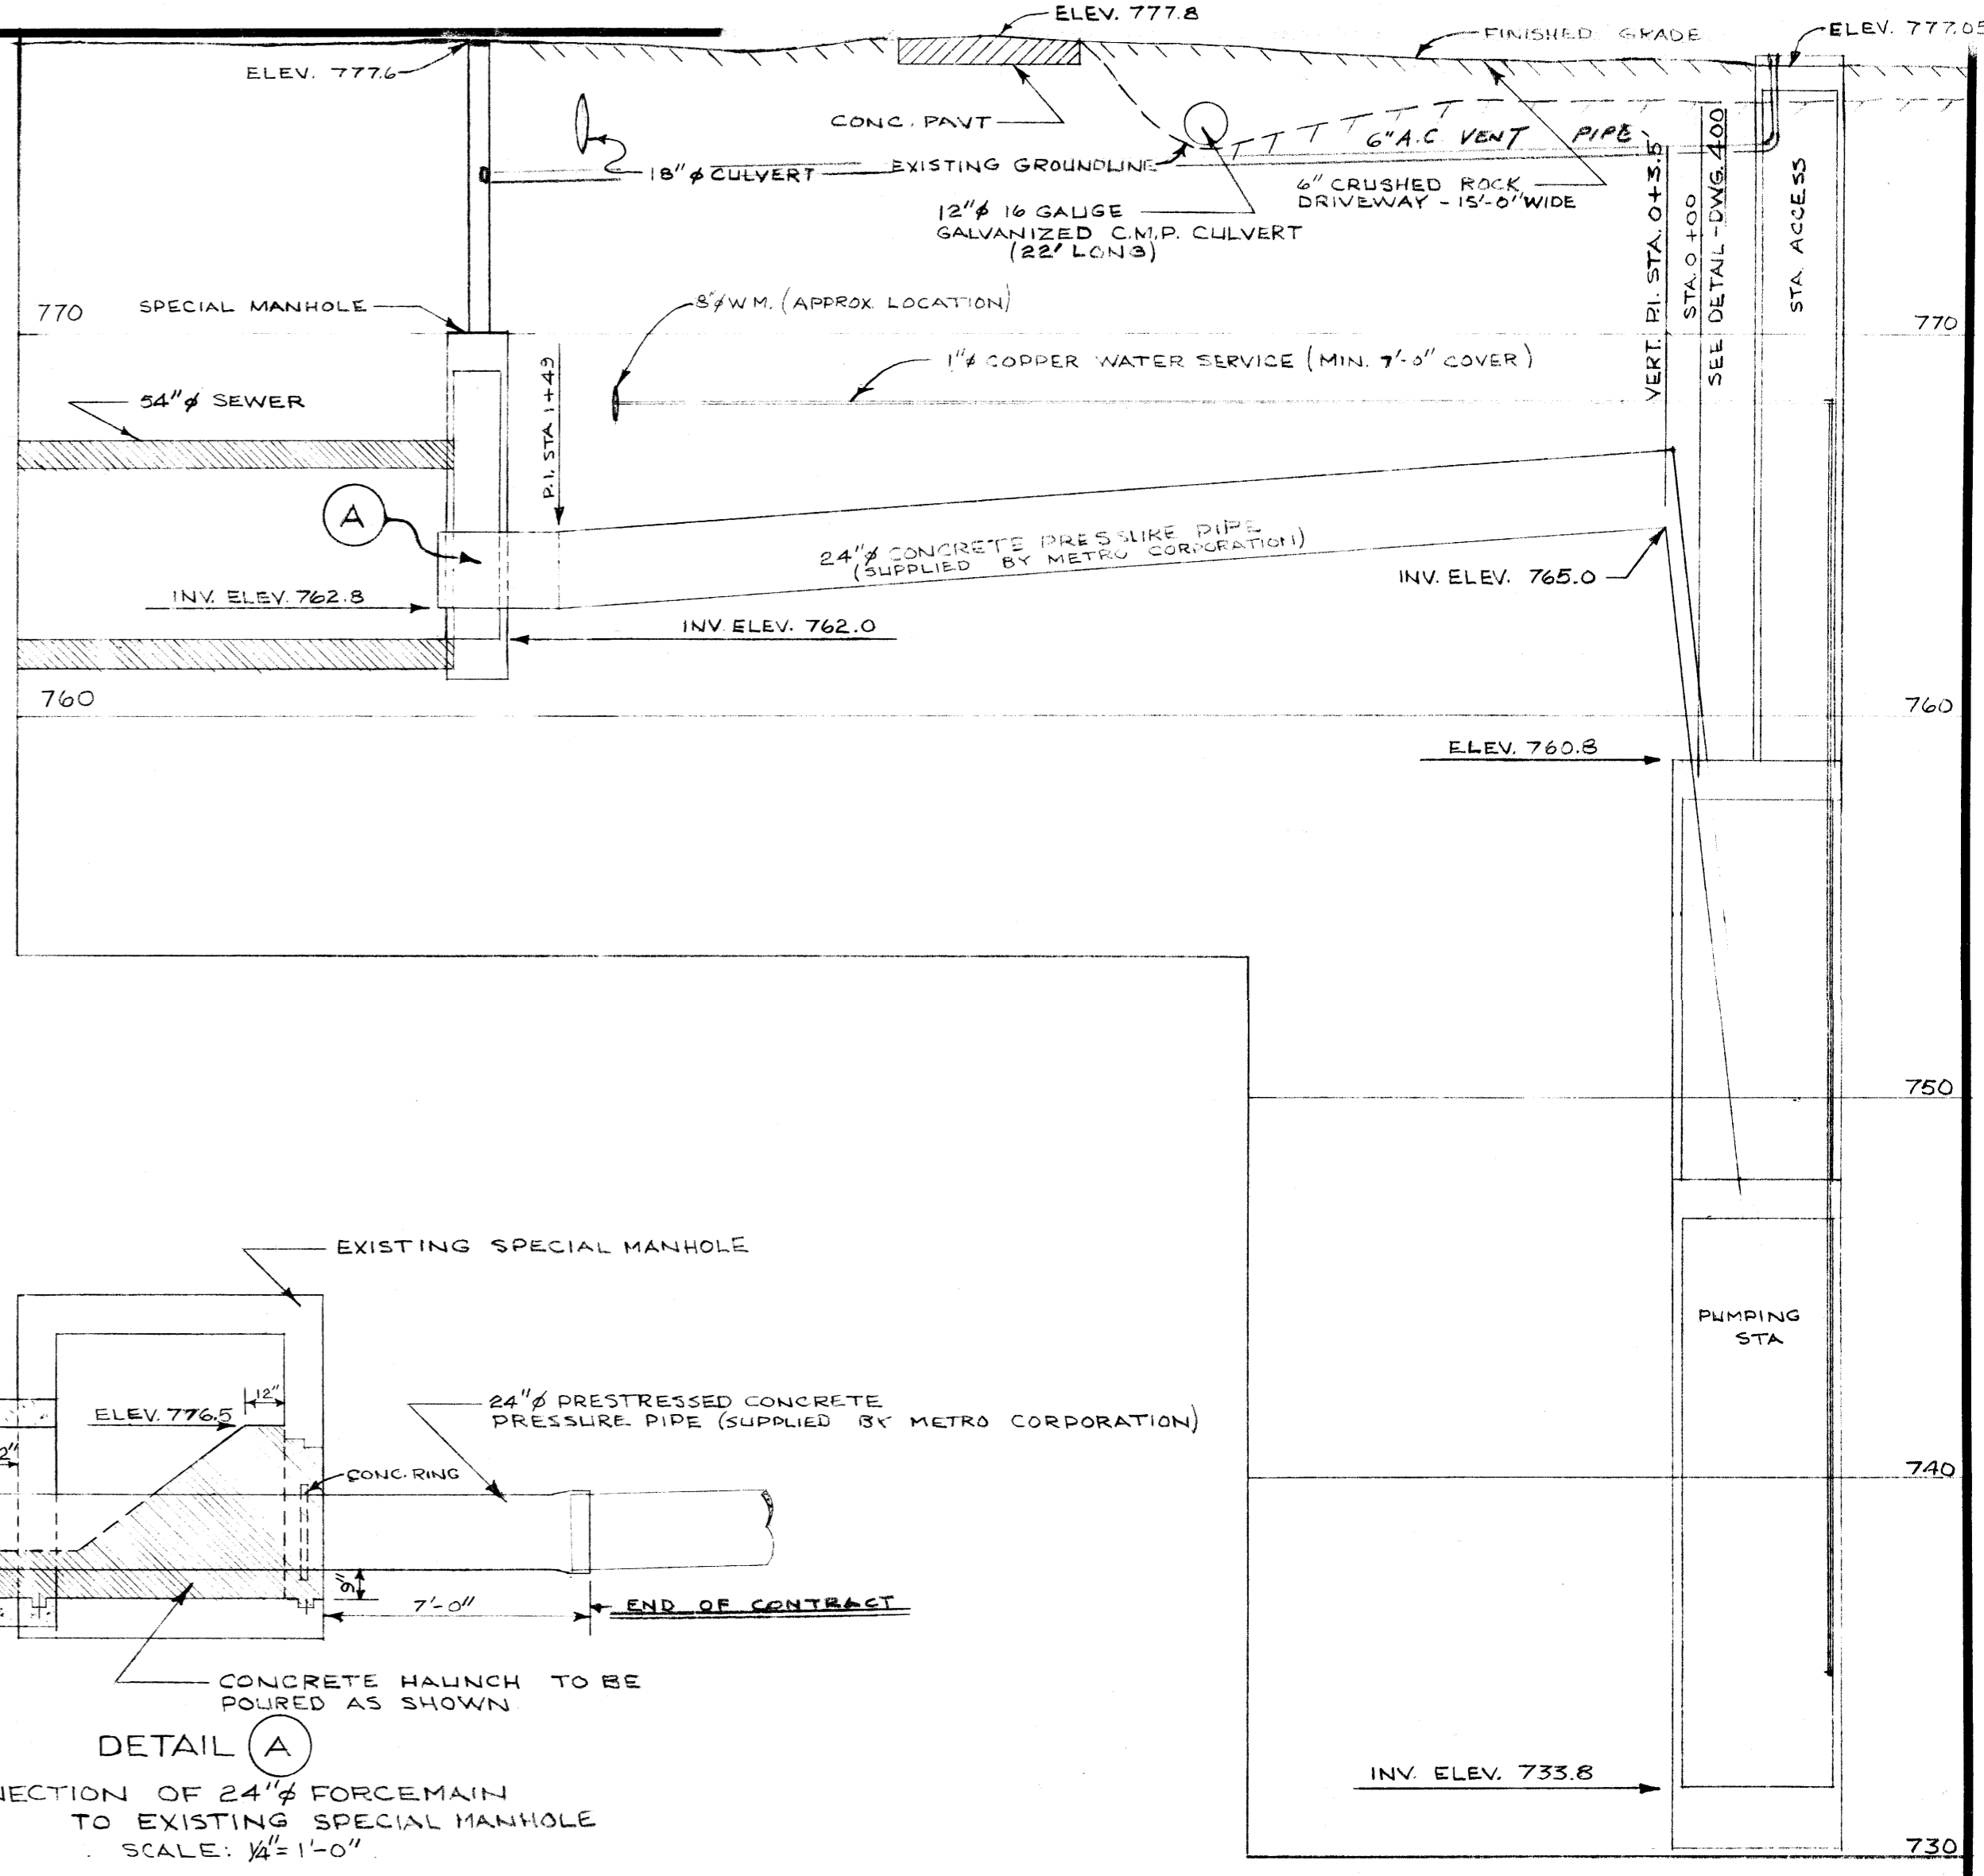 ELEV. 777.8
FINISHED GRADE
ELEV. 777.05
ELEV. 777.6
CONC. PAVT
6" A.C. VENT PIPE
18"⌀ CULVERT
EXISTING GROUNDLINE
6" CRUSHED ROCK
DRIVEWAY - 15'-0" WIDE
12"⌀ 16 GAUGE
GALVANIZED C.M.P. CULVERT
(22' LONG)
VERT. P.I. STA. 0+3.5
STA. 0+00
SEE DETAIL - DWG. 400
STA. ACCESS
770
SPECIAL MANHOLE
8"⌀ W.M. (APPROX. LOCATION)
770
1"⌀ COPPER WATER SERVICE (MIN. 7'-0" COVER)
54"⌀ SEWER
P.I. STA 1+49
A
24"⌀ CONCRETE PRESSURE PIPE
(SUPPLIED BY METRO CORPORATION)
INV. ELEV. 765.0
INV. ELEV. 762.8
INV. ELEV. 762.0
760
760
ELEV. 760.8
750
EXISTING SPECIAL MANHOLE
PUMPING
STA
12"
ELEV. 776.5
24"⌀ PRESTRESSED CONCRETE
PRESSURE PIPE (SUPPLIED BY METRO CORPORATION)
2"
CONC. RING
740
9"
7'-0"
END OF CONTRACT
CONCRETE HAUNCH TO BE
POURED AS SHOWN
DETAIL A
NECTION OF 24"⌀ FORCEMAIN
TO EXISTING SPECIAL MANHOLE
SCALE: 1/4" = 1'-0"
INV. ELEV. 733.8
730